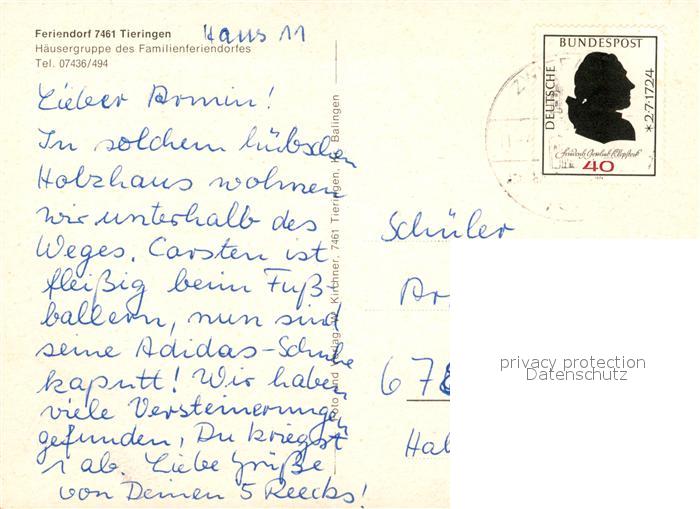 Feriendorf 7461 Tieringen
Häusergruppe des Familienferiendorfes
Tel. 07436/494
Haus 11
Lieber Armin!
In solchem hübschen
Holzhaus wohnen
wir unterhalb des
Weges. Carsten ist
fleißig beim Fuß-
ballern, nun sind
seine Adidas-Schuhe
kaputt! Wir haben
viele Versteinerungen
gefunden, Du kriegst
1 ab. Liebe Grüße
von Deinen 5 Reecks!
Foto und Verlag W. Kirchner, 7461 Tieringen, Balingen
DEUTSCHE
BUNDESPOST
* 2.7.1724
Friedrich Gottlieb Klopstock
40
Schüler
Ar
678
Hal
privacy protection
Datenschutz